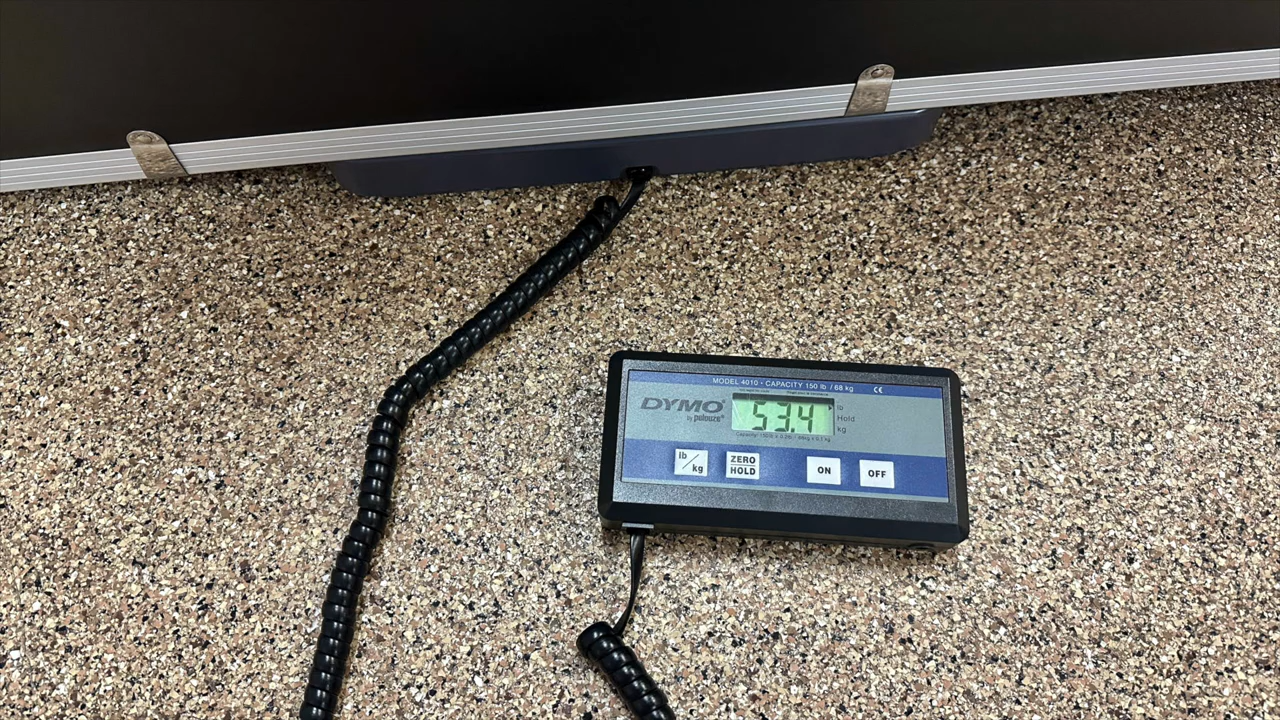 MODEL 4010 • CAPACITY 150 lb / 68 kg CE
DYMO®
by pelouze®
53.4
lb
Hold
kg
lb/kg
ZERO
HOLD
ON
OFF